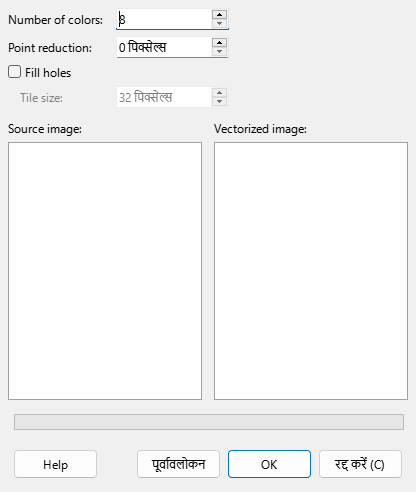 Number of colors: 8
Point reduction: 0 पिक्सेल्स
Fill holes
Tile size: 32 पिक्सेल्स
Source image: Vectorized image:
Help पूर्वावलोकन OK रद्द करें (C)